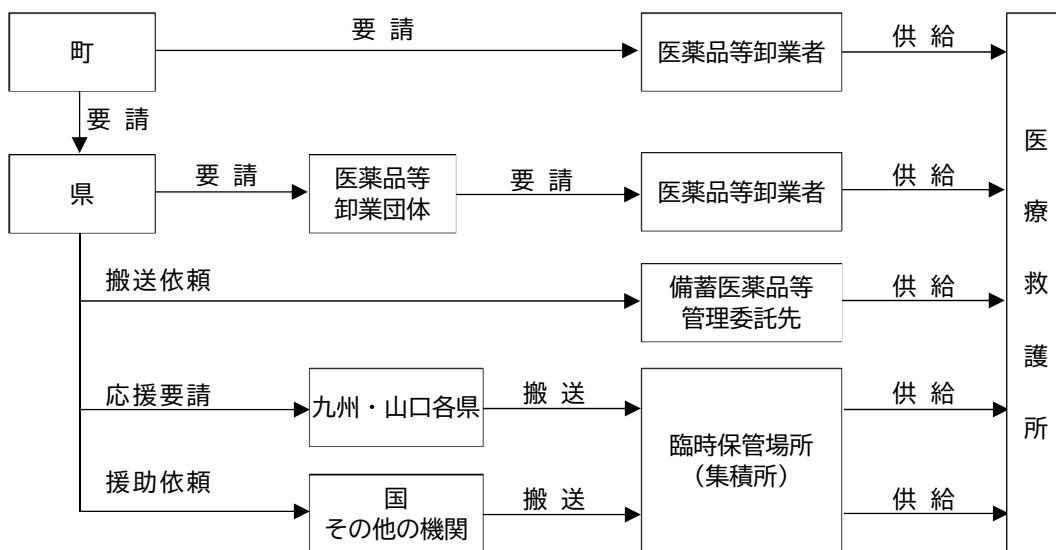 町
要 請
医薬品等卸業者
供 給
要 請
県
要 請
医薬品等
卸業団体
要 請
医薬品等卸業者
供 給
搬送依頼
備蓄医薬品等
管理委託先
供 給
応援要請
九州・山口各県
搬 送
臨時保管場所
（集積所）
供 給
援助依頼
国
その他の機関
搬 送
供 給
医療救護所